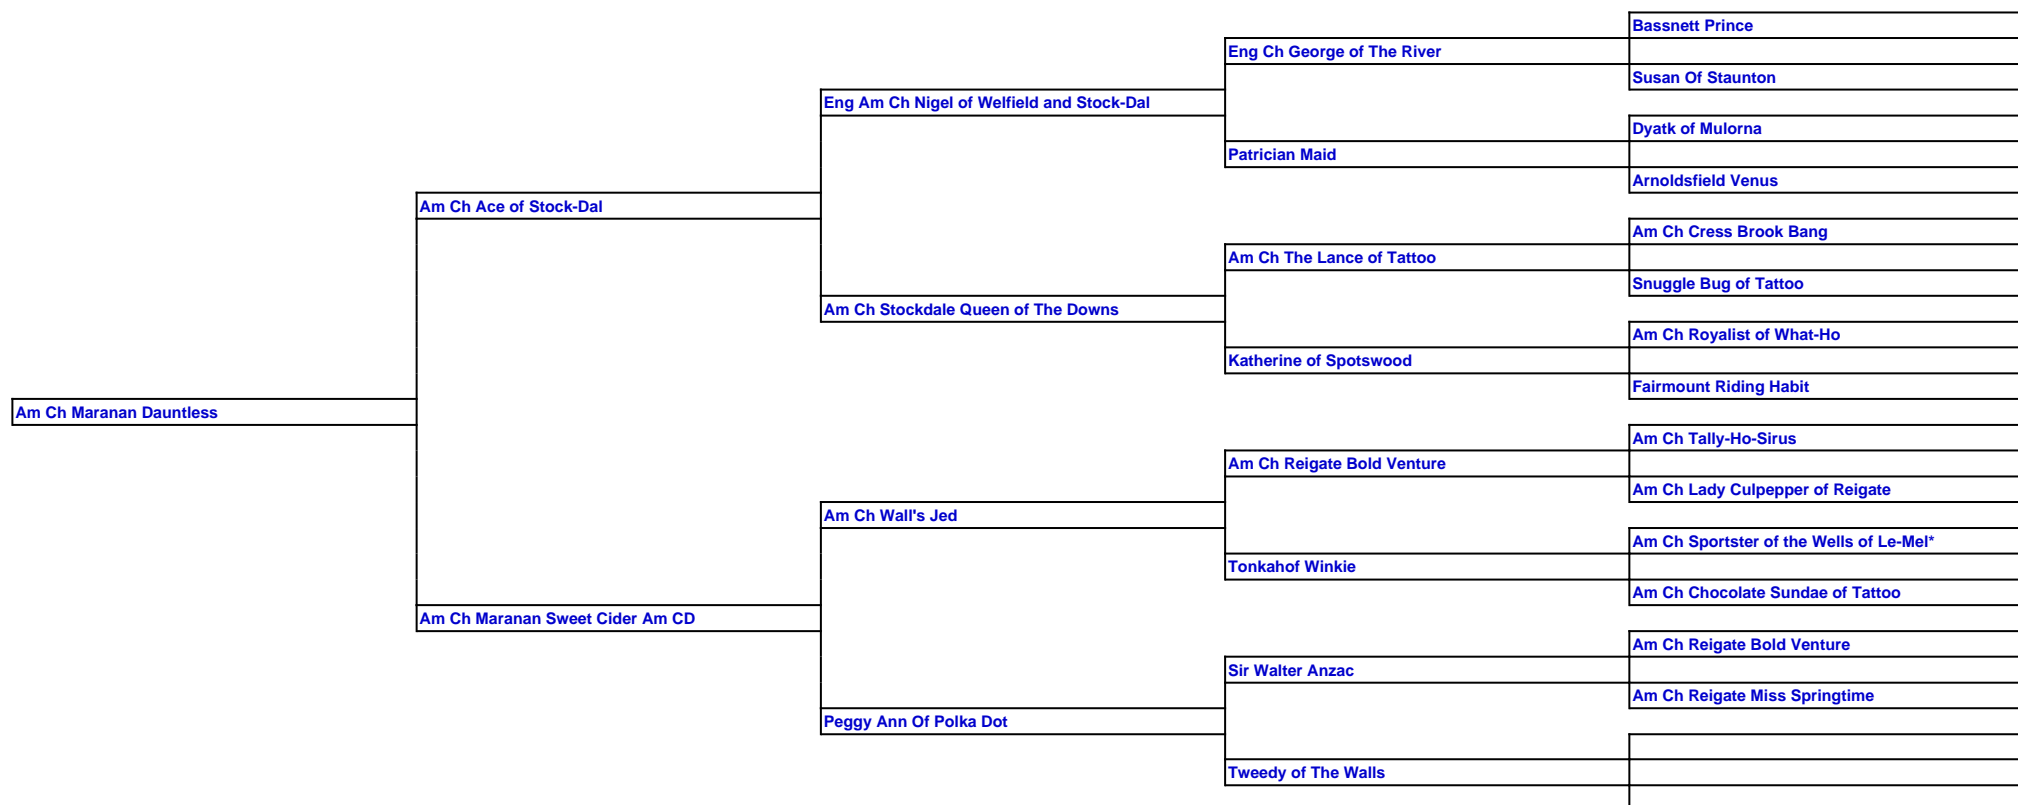 Bassnett Prince
Eng Ch George of The River
Susan Of Staunton
Eng Am Ch Nigel of Welfield and Stock-Dal
Dyatk of Mulorna
Patrician Maid
Arnoldsfield Venus
Am Ch Ace of Stock-Dal
Am Ch Cress Brook Bang
Am Ch The Lance of Tattoo
Snuggle Bug of Tattoo
Am Ch Stockdale Queen of The Downs
Am Ch Royalist of What-Ho
Katherine of Spotswood
Fairmount Riding Habit
Am Ch Maranan Dauntless
Am Ch Tally-Ho-Sirus
Am Ch Reigate Bold Venture
Am Ch Lady Culpepper of Reigate
Am Ch Wall's Jed
Am Ch Sportster of the Wells of Le-Mel*
Tonkahof Winkie
Am Ch Chocolate Sundae of Tattoo
Am Ch Maranan Sweet Cider Am CD
Am Ch Reigate Bold Venture
Sir Walter Anzac
Am Ch Reigate Miss Springtime
Peggy Ann Of Polka Dot
Tweedy of The Walls